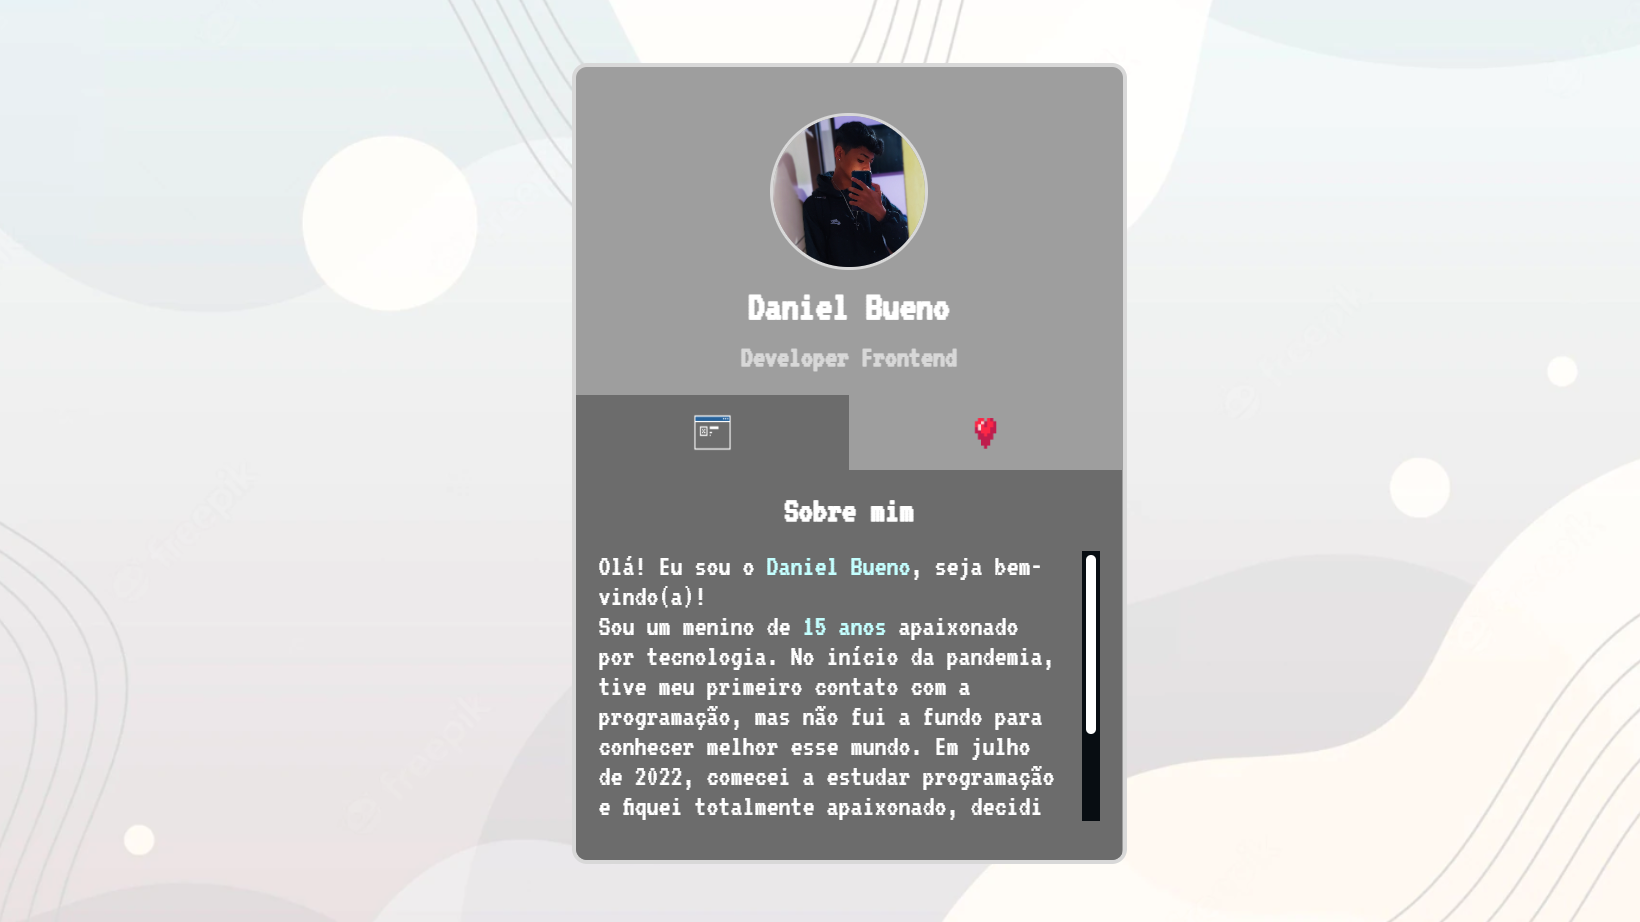 Daniel Bueno
Developer Frontend
Sobre mim
Olá! Eu sou o Daniel Bueno, seja bem-
vindo(a)!
Sou um menino de 15 anos apaixonado
por tecnologia. No início da pandemia,
tive meu primeiro contato com a
programação, mas não fui a fundo para
conhecer melhor esse mundo. Em julho
de 2022, comecei a estudar programação
e fiquei totalmente apaixonado, decidi
freepik
freepik